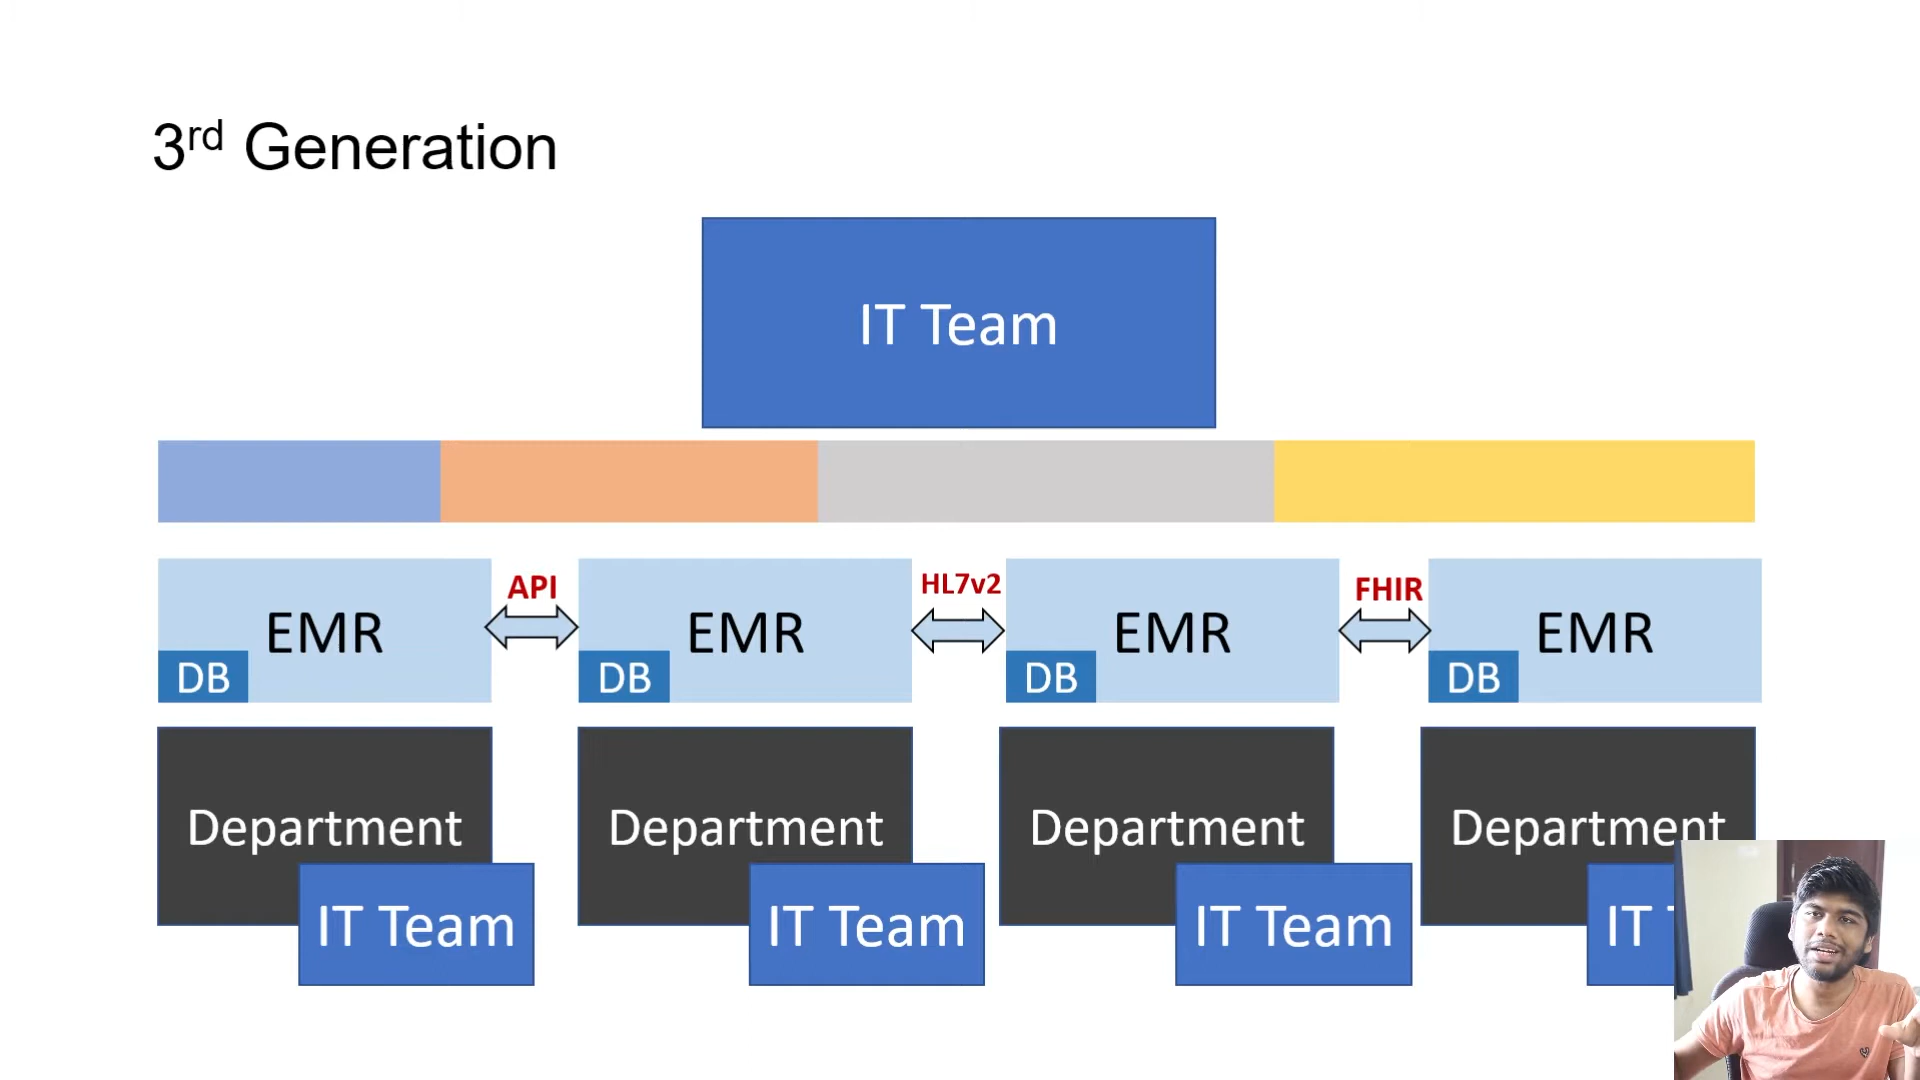 3rd Generation
IT Team
API
HL7v2
FHIR
EMR
EMR
EMR
EMR
DB
DB
DB
DB
Department
Department
Department
Department
IT Team
IT Team
IT Team
IT